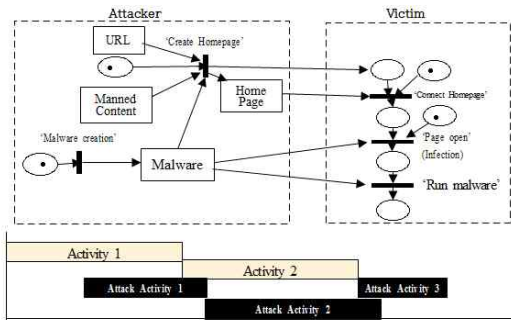 Attacker
Victim
URL
'Create Homepage'
Manned
Content
Home
Page
'Connect Homepage'
'Malware creation'
Malware
'Page open'
(Infection)
'Run malware'
Activity 1
Activity 2
Attack Activity 1
Attack Activity 3
Attack Activity 2